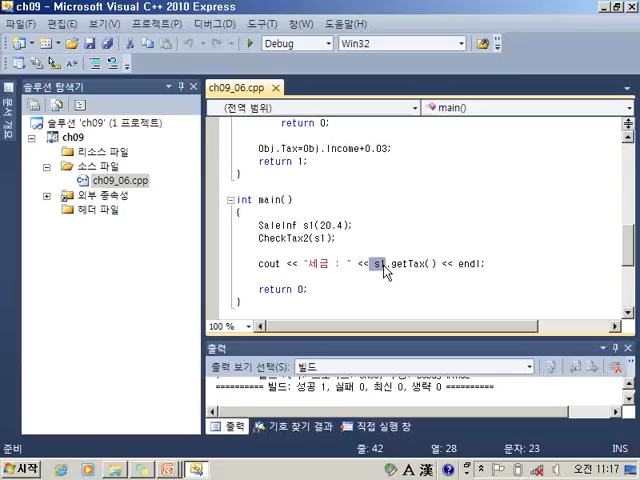 ch09 - Microsoft Visual C++ 2010 Express
파일(F) 편집(E) 보기(V) 프로젝트(P) 디버그(D) 도구(T) 창(W) 도움말(H)
Debug Win32
솔루션 탐색기
ch09_06.cpp
(전역 범위) main()
문서 개요
솔루션 'ch09' (1 프로젝트)
ch09
리소스 파일
소스 파일
ch09_06.cpp
외부 종속성
헤더 파일
return 0;
Obj.Tax=Obj.Income*0.03;
return 1;
}
int main()
{
SaleInf s1(20.4);
CheckTax2(s1);
cout << "세금 : " << s1.getTax() << endl;
return 0;
}
100 %
출력
출력 보기 선택(S): 빌드
========== 빌드: 성공 1, 실패 0, 최신 0, 생략 0 ==========
출력 기호 찾기 결과 직접 실행 창
준비 줄: 42 열: 28 문자: 23 INS
시작 A 漢 오전 11:17